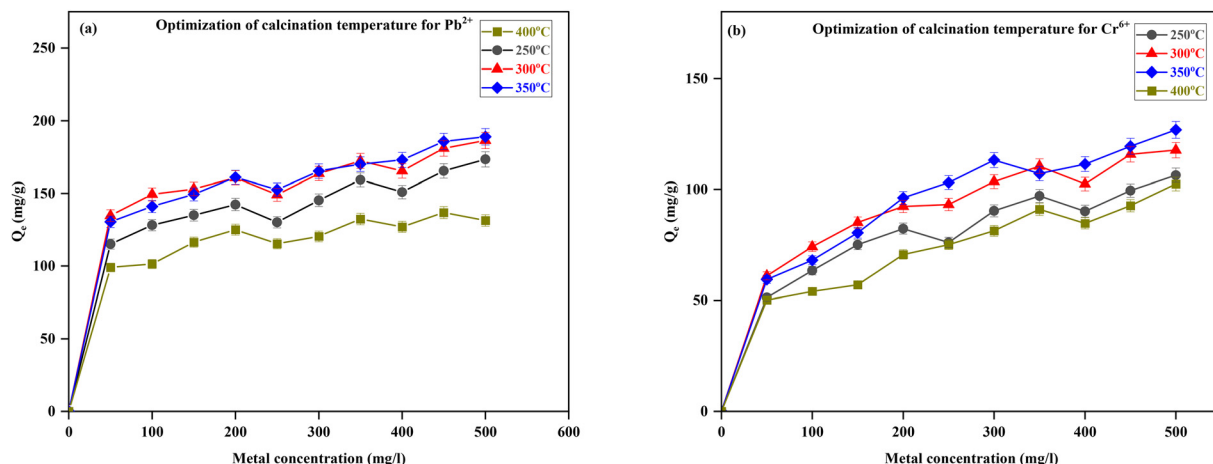 (a)
Optimization of calcination temperature for Pb²⁺
400°C
250°C
300°C
350°C
250
200
150
100
50
0
Qₑ (mg/g)
0 100 200 300 400 500 600
Metal concentration (mg/l)
(b)
Optimization of calcination temperature for Cr⁶⁺
250°C
300°C
350°C
400°C
150
100
50
0
Qₑ (mg/g)
0 100 200 300 400 500
Metal concentration (mg/l)